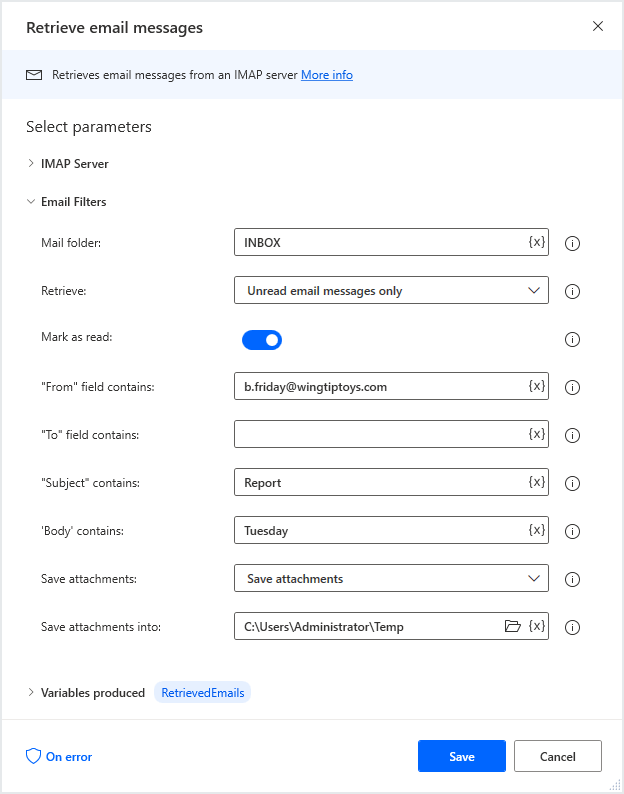 Retrieve email messages
Retrieves email messages from an IMAP server More info
Select parameters
IMAP Server
Email Filters
Mail folder: INBOX {x}
Retrieve: Unread email messages only
Mark as read:
"From" field contains: b.friday@wingtiptoys.com {x}
"To" field contains: {x}
"Subject" contains: Report {x}
'Body' contains: Tuesday {x}
Save attachments: Save attachments
Save attachments into: C:\Users\Administrator\Temp {x}
Variables produced RetrievedEmails
On error Save Cancel